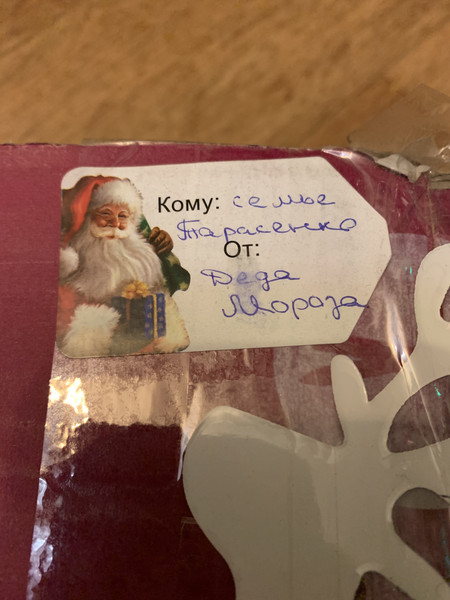 Кому: семье
Тарасенко
От:
Деда
Мороза